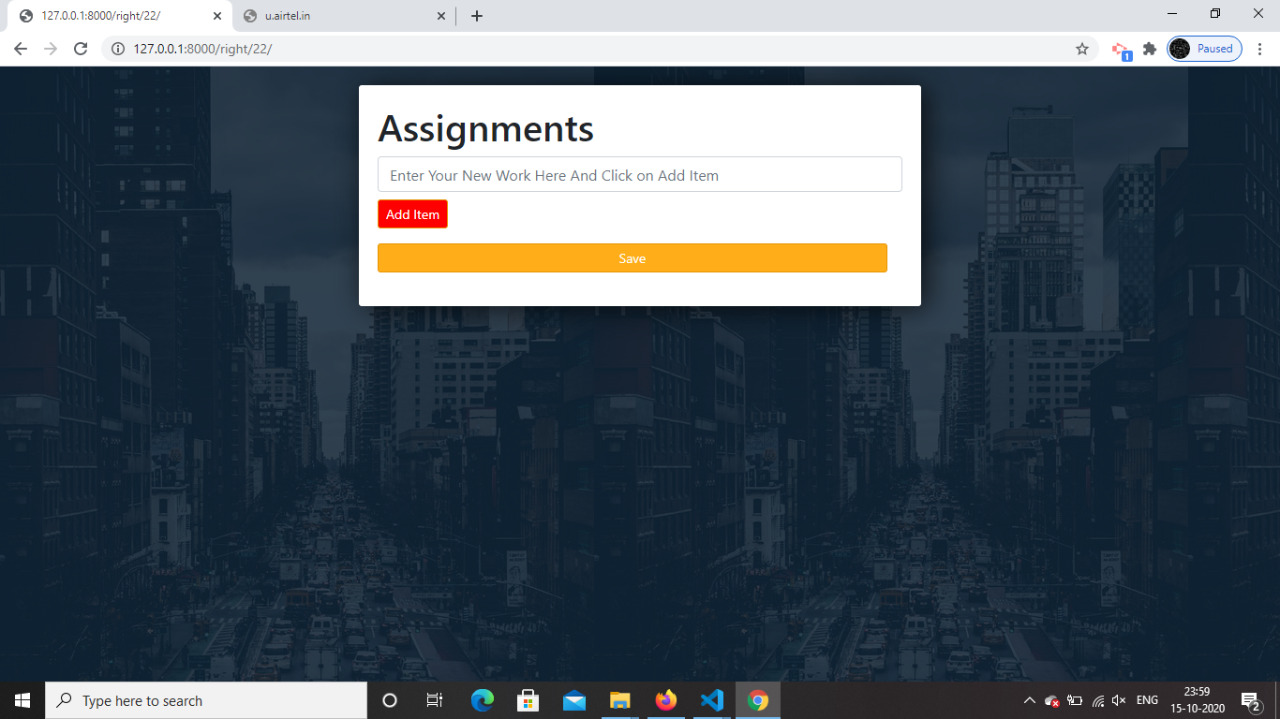 127.0.0.1:8000/right/22/
u.airtel.in
127.0.0.1:8000/right/22/
1
Paused
Assignments
Enter Your New Work Here And Click on Add Item
Add Item
Save
Type here to search
ENG
23:59
15-10-2020
2